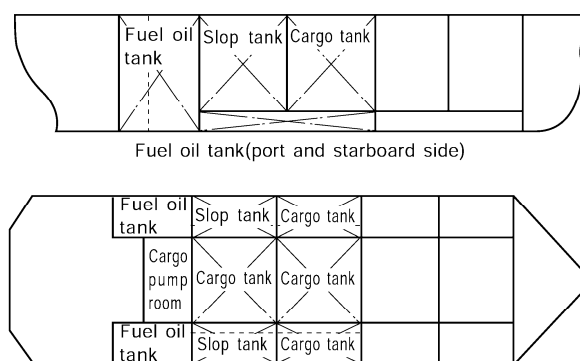 Fuel oil
tank
Slop tank
Cargo tank
Fuel oil tank(port and starboard side)
Fuel oil
tank
Slop tank
Cargo tank
Cargo
pump
room
Cargo tank
Cargo tank
Fuel oil
tank
Slop tank
Cargo tank